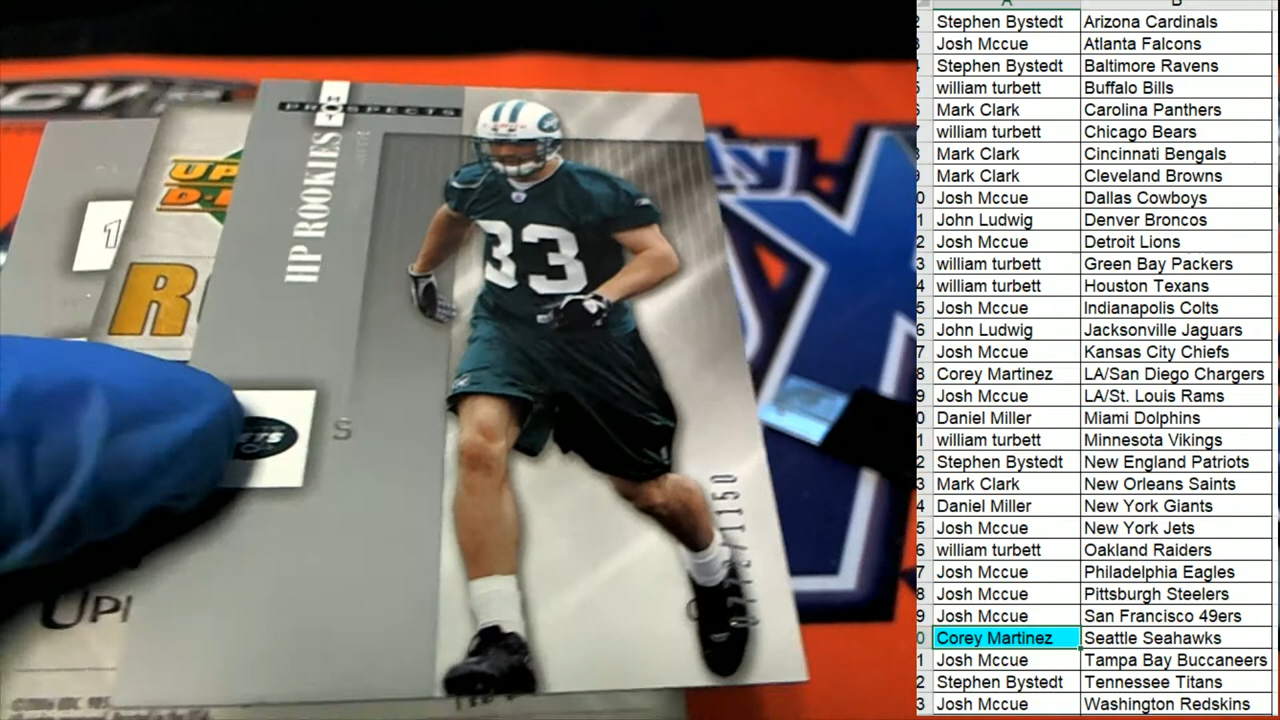 PROSPECTS
HP ROOKIES
UP
D
1
R
33
S
ETS
/1150
UP
A
B
Stephen Bystedt Arizona Cardinals
Josh Mccue Atlanta Falcons
Stephen Bystedt Baltimore Ravens
william turbett Buffalo Bills
Mark Clark Carolina Panthers
william turbett Chicago Bears
Mark Clark Cincinnati Bengals
Mark Clark Cleveland Browns
Josh Mccue Dallas Cowboys
John Ludwig Denver Broncos
Josh Mccue Detroit Lions
william turbett Green Bay Packers
william turbett Houston Texans
Josh Mccue Indianapolis Colts
John Ludwig Jacksonville Jaguars
Josh Mccue Kansas City Chiefs
Corey Martinez LA/San Diego Chargers
Josh Mccue LA/St. Louis Rams
Daniel Miller Miami Dolphins
william turbett Minnesota Vikings
Stephen Bystedt New England Patriots
Mark Clark New Orleans Saints
Daniel Miller New York Giants
Josh Mccue New York Jets
william turbett Oakland Raiders
Josh Mccue Philadelphia Eagles
Josh Mccue Pittsburgh Steelers
Josh Mccue San Francisco 49ers
Corey Martinez Seattle Seahawks
Josh Mccue Tampa Bay Buccaneers
Stephen Bystedt Tennessee Titans
Josh Mccue Washington Redskins